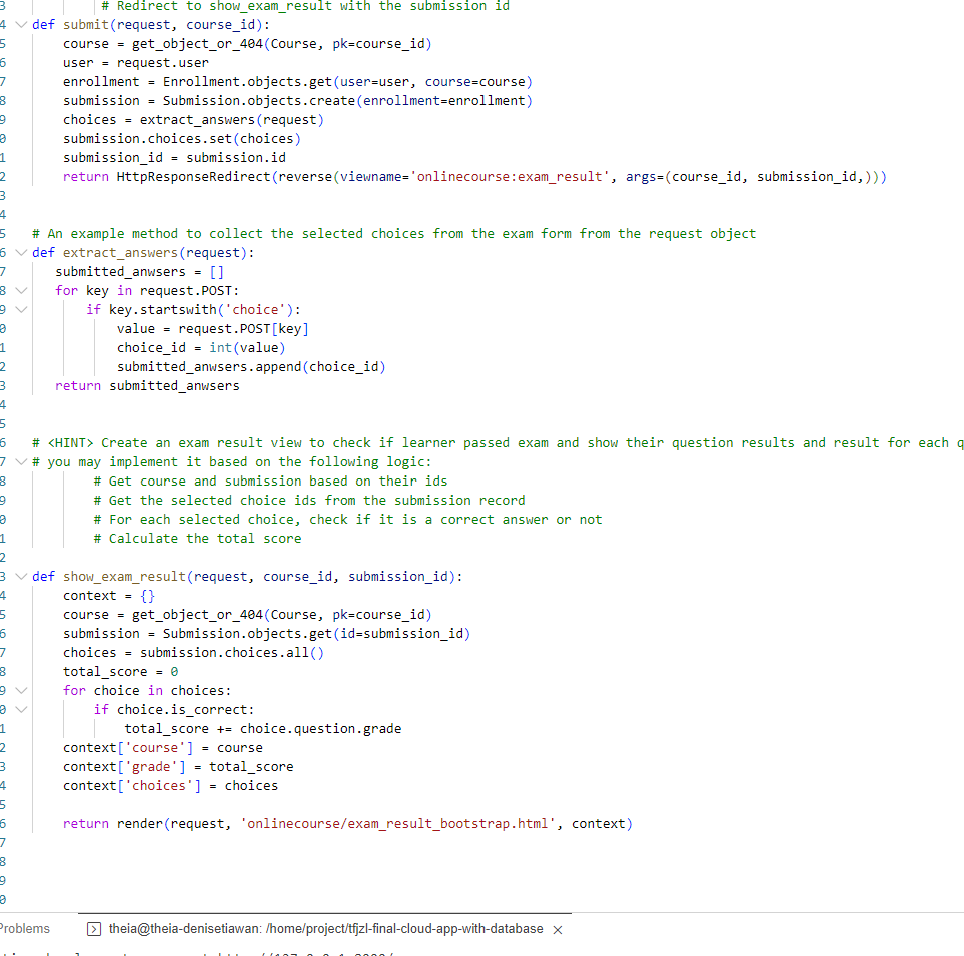 3 # Redirect to show_exam_result with the submission id
4 def submit(request, course_id):
5 course = get_object_or_404(Course, pk=course_id)
6 user = request.user
7 enrollment = Enrollment.objects.get(user=user, course=course)
8 submission = Submission.objects.create(enrollment=enrollment)
9 choices = extract_answers(request)
0 submission.choices.set(choices)
1 submission_id = submission.id
2 return HttpResponseRedirect(reverse(viewname='onlinecourse:exam_result', args=(course_id, submission_id,)))
3
4
5 # An example method to collect the selected choices from the exam form from the request object
6 def extract_answers(request):
7 submitted_anwsers = []
8 for key in request.POST:
9 if key.startswith('choice'):
0 value = request.POST[key]
1 choice_id = int(value)
2 submitted_anwsers.append(choice_id)
3 return submitted_anwsers
4
5
6 # <HINT> Create an exam result view to check if learner passed exam and show their question results and result for each q
7 # you may implement it based on the following logic:
8 # Get course and submission based on their ids
9 # Get the selected choice ids from the submission record
0 # For each selected choice, check if it is a correct answer or not
1 # Calculate the total score
2
3 def show_exam_result(request, course_id, submission_id):
4 context = {}
5 course = get_object_or_404(Course, pk=course_id)
6 submission = Submission.objects.get(id=submission_id)
7 choices = submission.choices.all()
8 total_score = 0
9 for choice in choices:
0 if choice.is_correct:
1 total_score += choice.question.grade
2 context['course'] = course
3 context['grade'] = total_score
4 context['choices'] = choices
5
6 return render(request, 'onlinecourse/exam_result_bootstrap.html', context)
7
8
9
0
Problems theia@theia-denisetiawan: /home/project/tfjzl-final-cloud-app-with-database